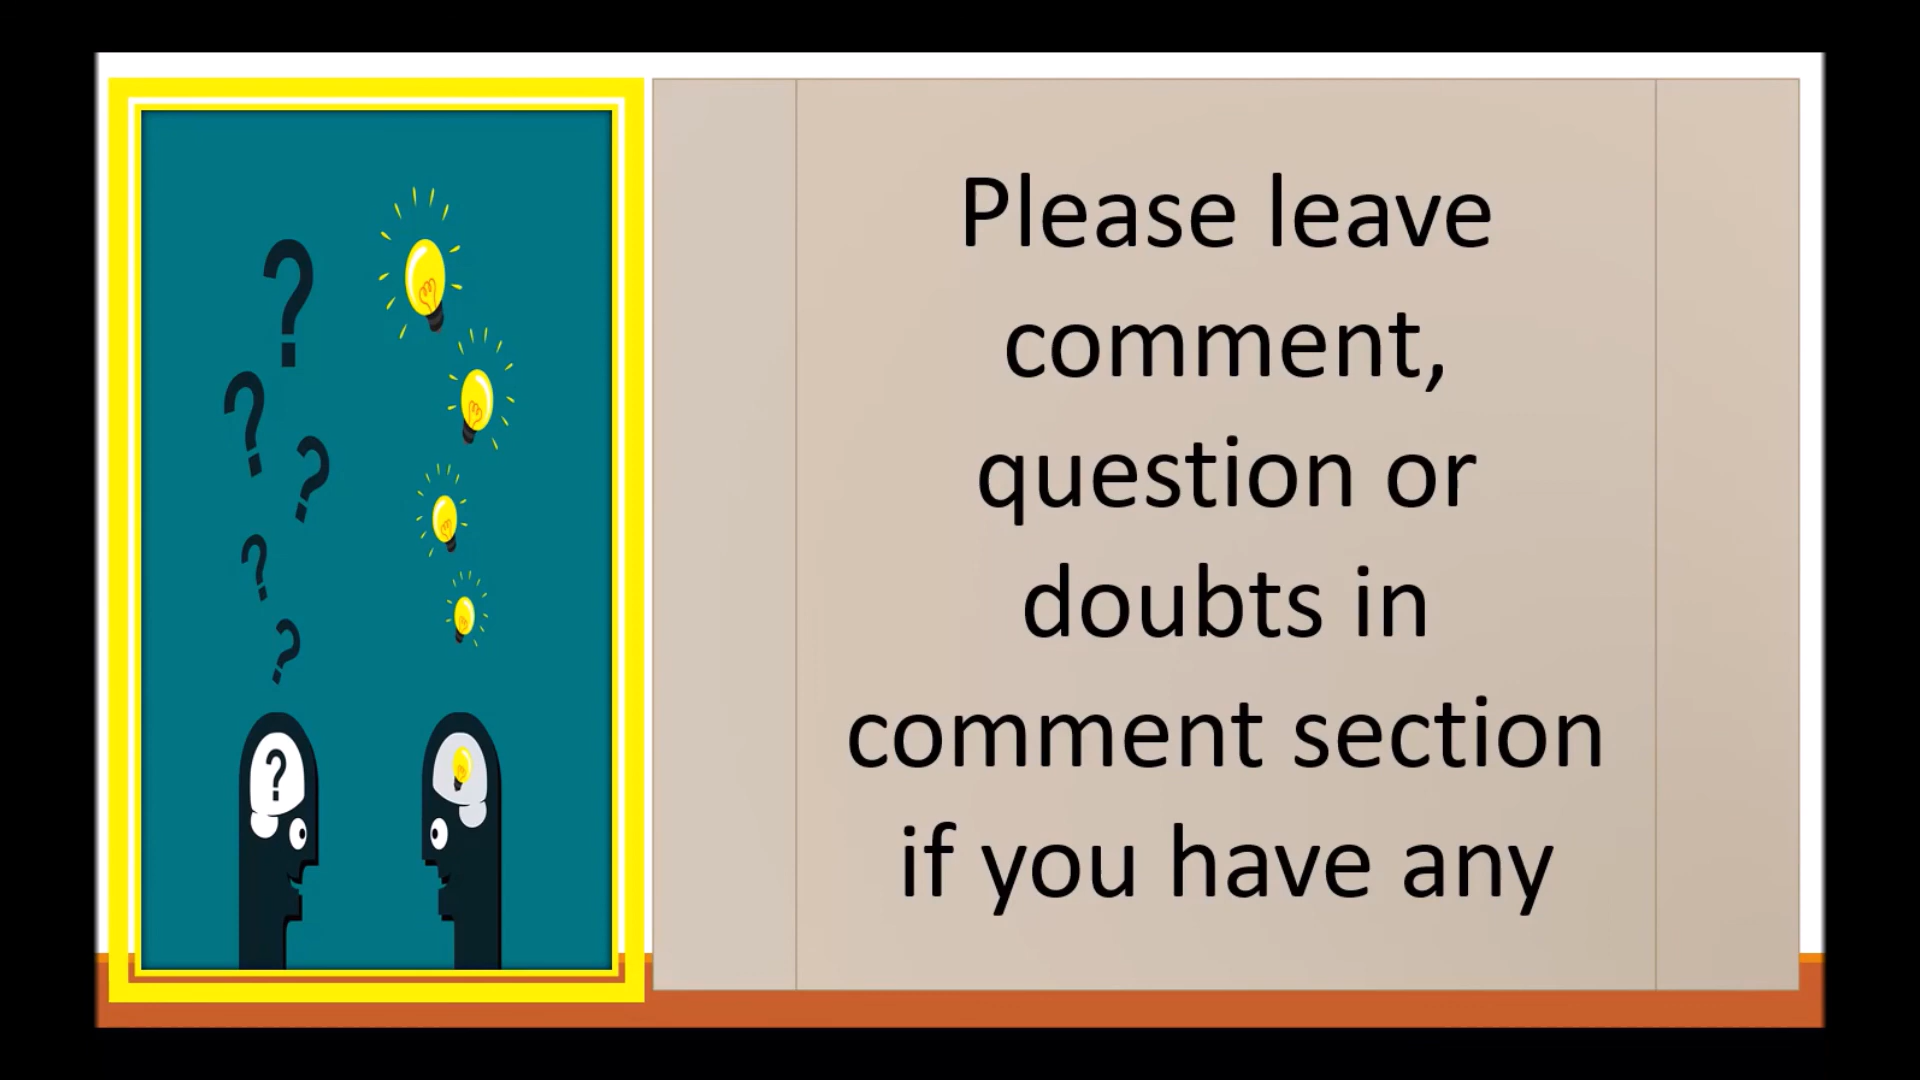 Please leave
comment,
question or
doubts in
comment section
if you have any